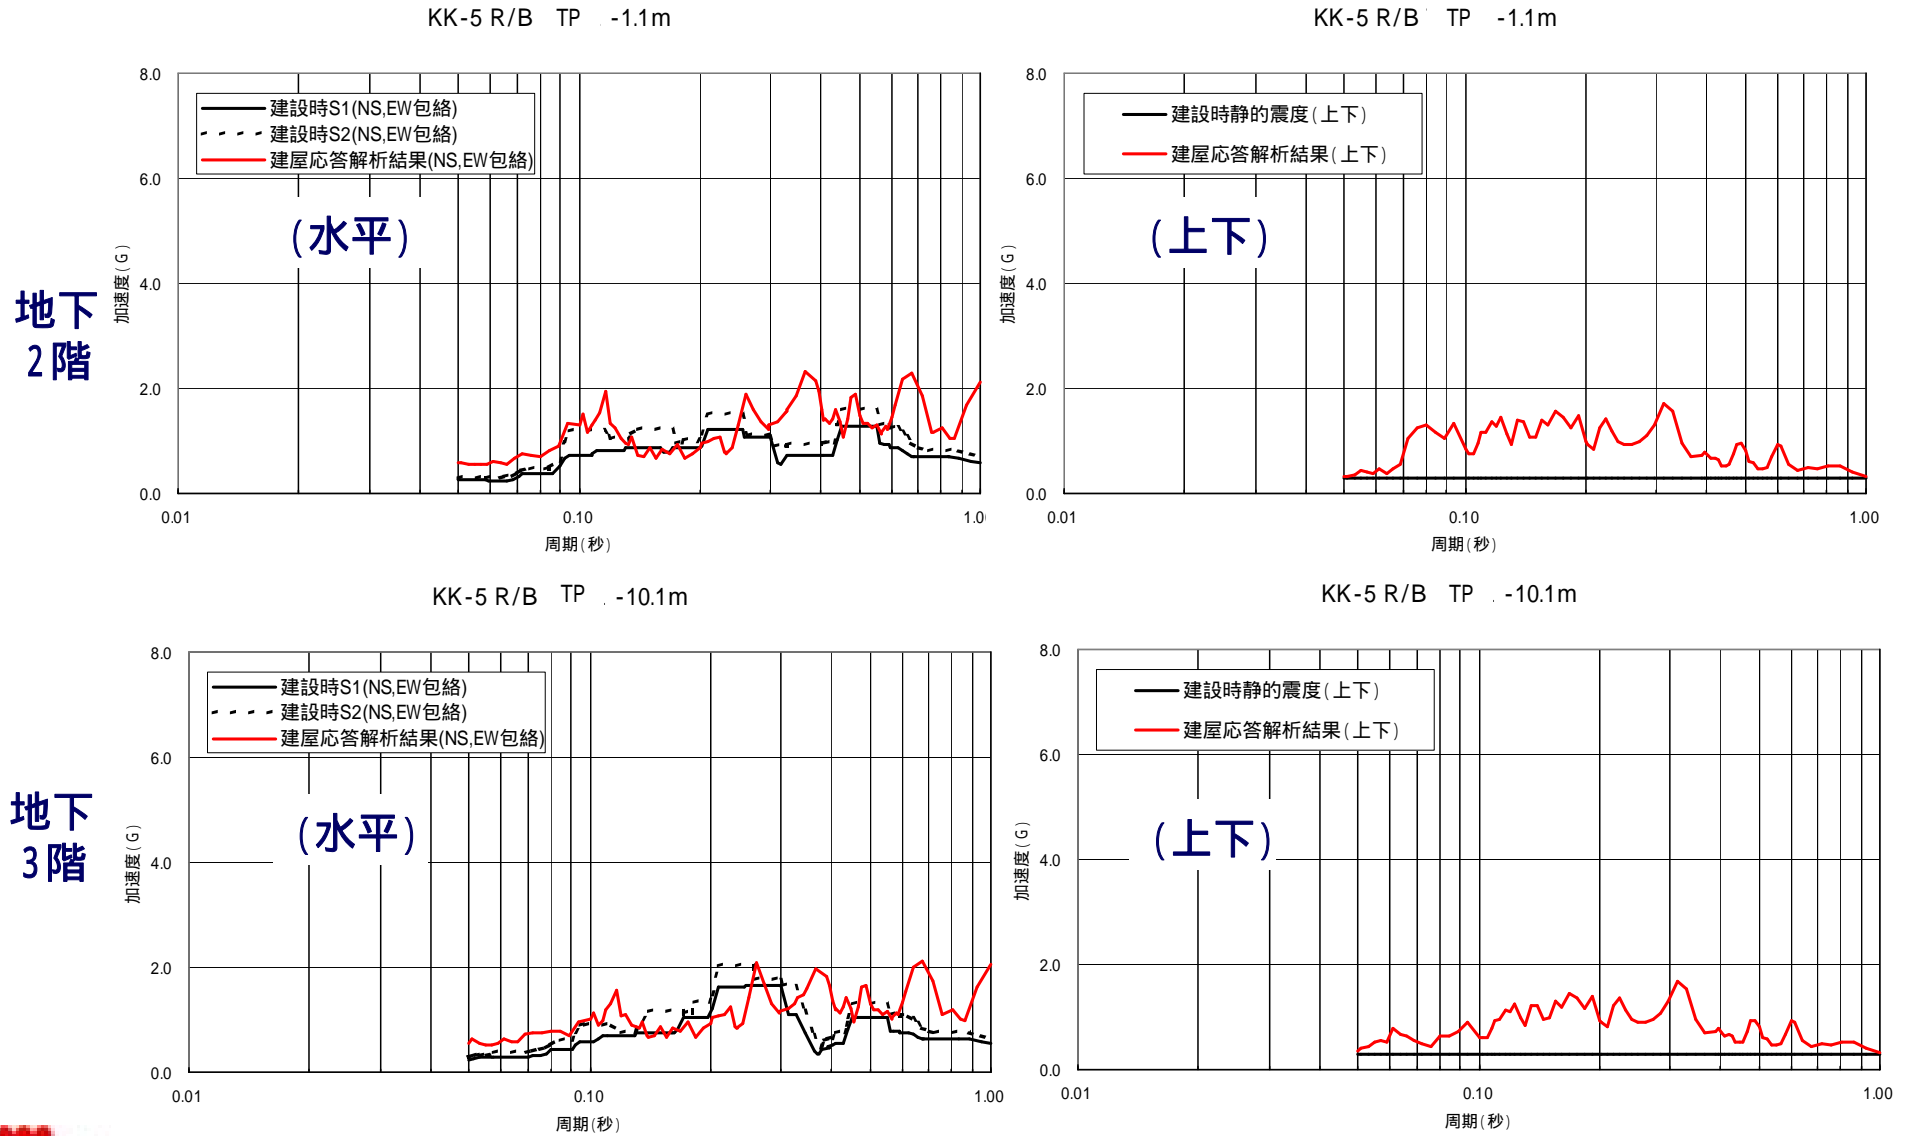 KK-5 R/B TP -1.1m
8.0
6.0
4.0
2.0
0.0
0.01
0.10
1.0
加速度(G)
周期(秒)
建設時S1(NS,EW包絡)
建設時S2(NS,EW包絡)
建屋応答解析結果(NS,EW包絡)
(水平)
地下
2階
KK-5 R/B TP -1.1m
8.0
6.0
4.0
2.0
0.0
0.01
0.10
1.00
加速度(G)
周期(秒)
建設時静的震度(上下)
建屋応答解析結果(上下)
(上下)
KK-5 R/B TP -10.1m
8.0
6.0
4.0
2.0
0.0
0.01
0.10
1.00
加速度(G)
周期(秒)
建設時S1(NS,EW包絡)
建設時S2(NS,EW包絡)
建屋応答解析結果(NS,EW包絡)
(水平)
地下
3階
KK-5 R/B TP -10.1m
8.0
6.0
4.0
2.0
0.0
0.01
0.10
1.00
加速度(G)
周期(秒)
建設時静的震度(上下)
建屋応答解析結果(上下)
(上下)